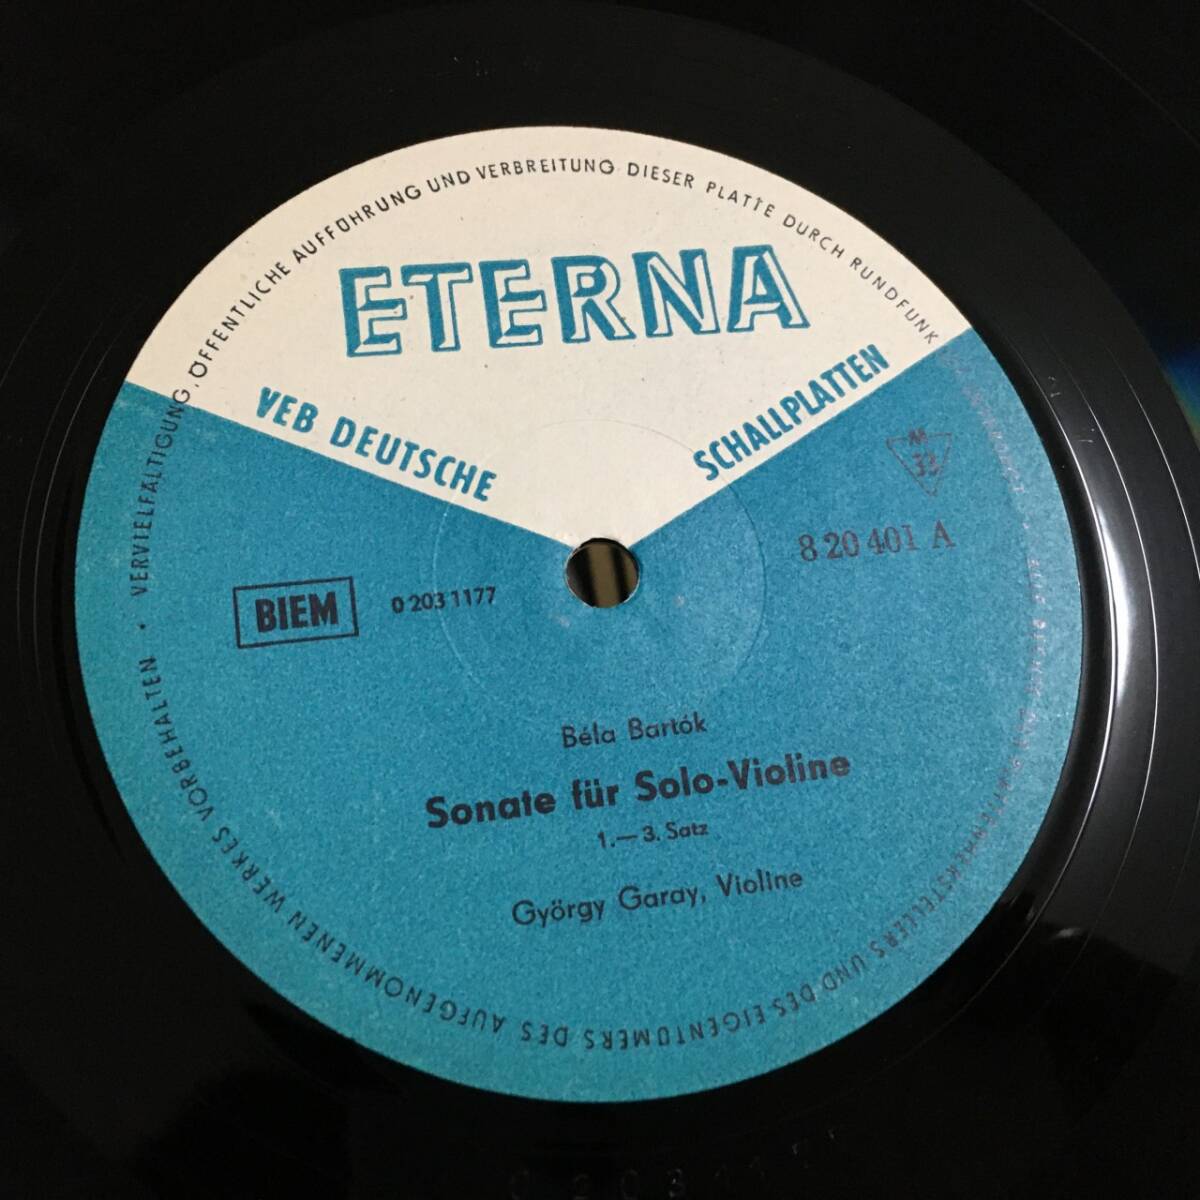 ETERNA
VEB DEUTSCHE SCHALLPLATTEN
M
33
8 20 401 A
BIEM
0 203 1177
Béla Bartók
Sonate für Solo-Violine
1.—3. Satz
György Garay, Violine
VERVIELFÄLTIGUNG, ÖFFENTLICHE AUFFÜHRUNG UND VERBREITUNG DIESER PLATTE DURCH RUNDFUNK
PLATTENHERSTELLERS UND DES EIGENTÜMERS DES AUFGENOMMENEN WERKES VORBEHALTEN •